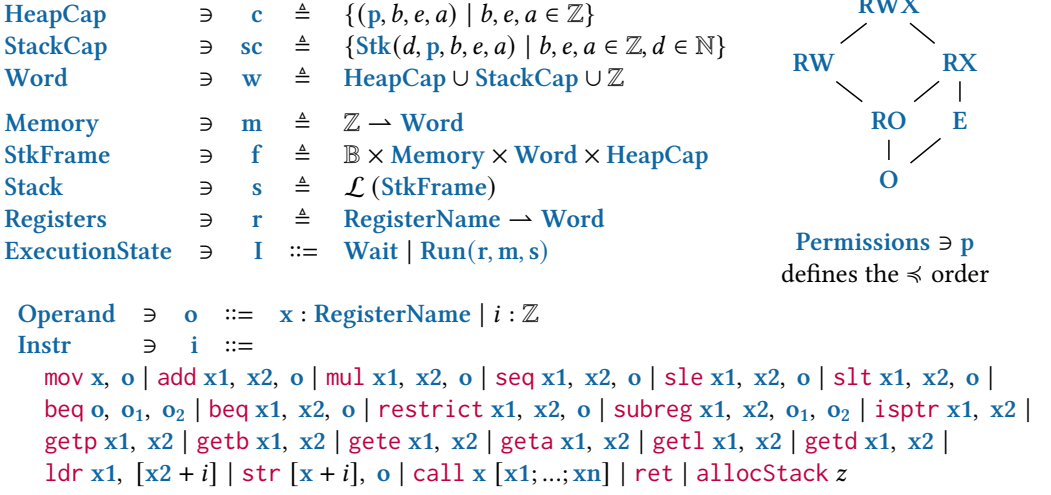 HeapCap ∋ c ≜ {(p, b, e, a) | b, e, a ∈ ℤ}
StackCap ∋ sc ≜ {Stk(d, p, b, e, a) | b, e, a ∈ ℤ, d ∈ ℕ}
Word ∋ w ≜ HeapCap ∪ StackCap ∪ ℤ
Memory ∋ m ≜ ℤ ⇀ Word
StkFrame ∋ f ≜ 𝔹 × Memory × Word × HeapCap
Stack ∋ s ≜ ℒ (StkFrame)
Registers ∋ r ≜ RegisterName ⇀ Word
ExecutionState ∋ I ::= Wait | Run(r, m, s)
RWX
RW RX
RO E
O
Permissions ∋ p
defines the ≼ order
Operand ∋ o ::= x : RegisterName | i : ℤ
Instr ∋ i ::=
mov x, o | add x1, x2, o | mul x1, x2, o | seq x1, x2, o | sle x1, x2, o | slt x1, x2, o |
beq o, o₁, o₂ | beq x1, x2, o | restrict x1, x2, o | subreg x1, x2, o₁, o₂ | isptr x1, x2 |
getp x1, x2 | getb x1, x2 | gete x1, x2 | geta x1, x2 | getl x1, x2 | getd x1, x2 |
ldr x1, [x2 + i] | str [x + i], o | call x [x1; ...; xn] | ret | allocStack z